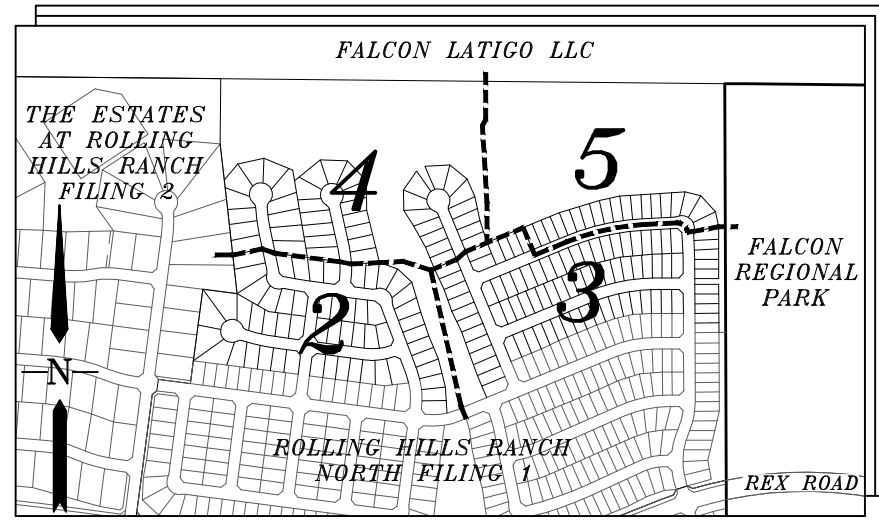 FALCON LATIGO LLC
THE ESTATES
AT ROLLING
HILLS RANCH
FILING 2
4
5
FALCON
REGIONAL
PARK
2
3
N
ROLLING HILLS RANCH
NORTH FILING 1
REX ROAD